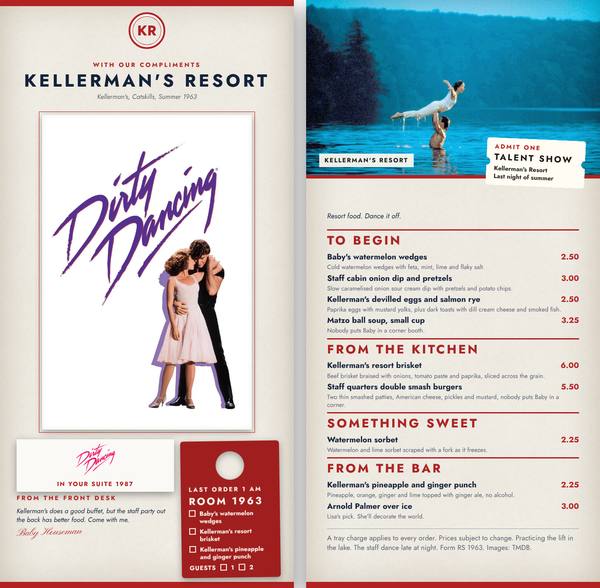 KR
WITH OUR COMPLIMENTS
KELLERMAN'S RESORT
Kellerman's, Catskills, Summer 1963
Dirty
Dancing
Dirty
Dancing
IN YOUR SUITE 1987
FROM THE FRONT DESK
Kellerman's does a good buffet, but the staff party out
the back has better food. Come with me.
Baby Houseman
LAST ORDER 1 AM
ROOM 1963
Baby's watermelon
wedges
Kellerman's resort
brisket
Kellerman's pineapple
and ginger punch
GUESTS 1 2
KELLERMAN'S RESORT
ADMIT ONE
TALENT SHOW
Kellerman's Resort
Last night of summer
Resort food. Dance it off.
TO BEGIN
Baby's watermelon wedges 2.50
Cold watermelon wedges with feta, mint, lime and flaky salt.
Staff cabin onion dip and pretzels 3.00
Slow caramelised onion sour cream dip with pretzels and potato chips.
Kellerman's devilled eggs and salmon rye 2.50
Paprika eggs with mustard yolks, plus dark toasts with dill cream cheese and smoked fish.
Matzo ball soup, small cup 3.25
Nobody puts Baby in a corner booth.
FROM THE KITCHEN
Kellerman's resort brisket 6.00
Beef brisket braised with onions, tomato paste and paprika, sliced across the grain.
Staff quarters double smash burgers 5.50
Two thin smashed patties, American cheese, pickles and mustard, nobody puts Baby in a
corner.
SOMETHING SWEET
Watermelon sorbet 2.25
Watermelon and lime sorbet scraped with a fork as it freezes.
FROM THE BAR
Kellerman's pineapple and ginger punch 2.25
Pineapple, orange, ginger and lime topped with ginger ale, no alcohol.
Arnold Palmer over ice 3.00
Lisa's pick. She'll decorate the world.
A tray charge applies to every order. Prices subject to change. Practicing the lift in
the lake. The staff dance late at night. Form RS 1963. Images: TMDB.